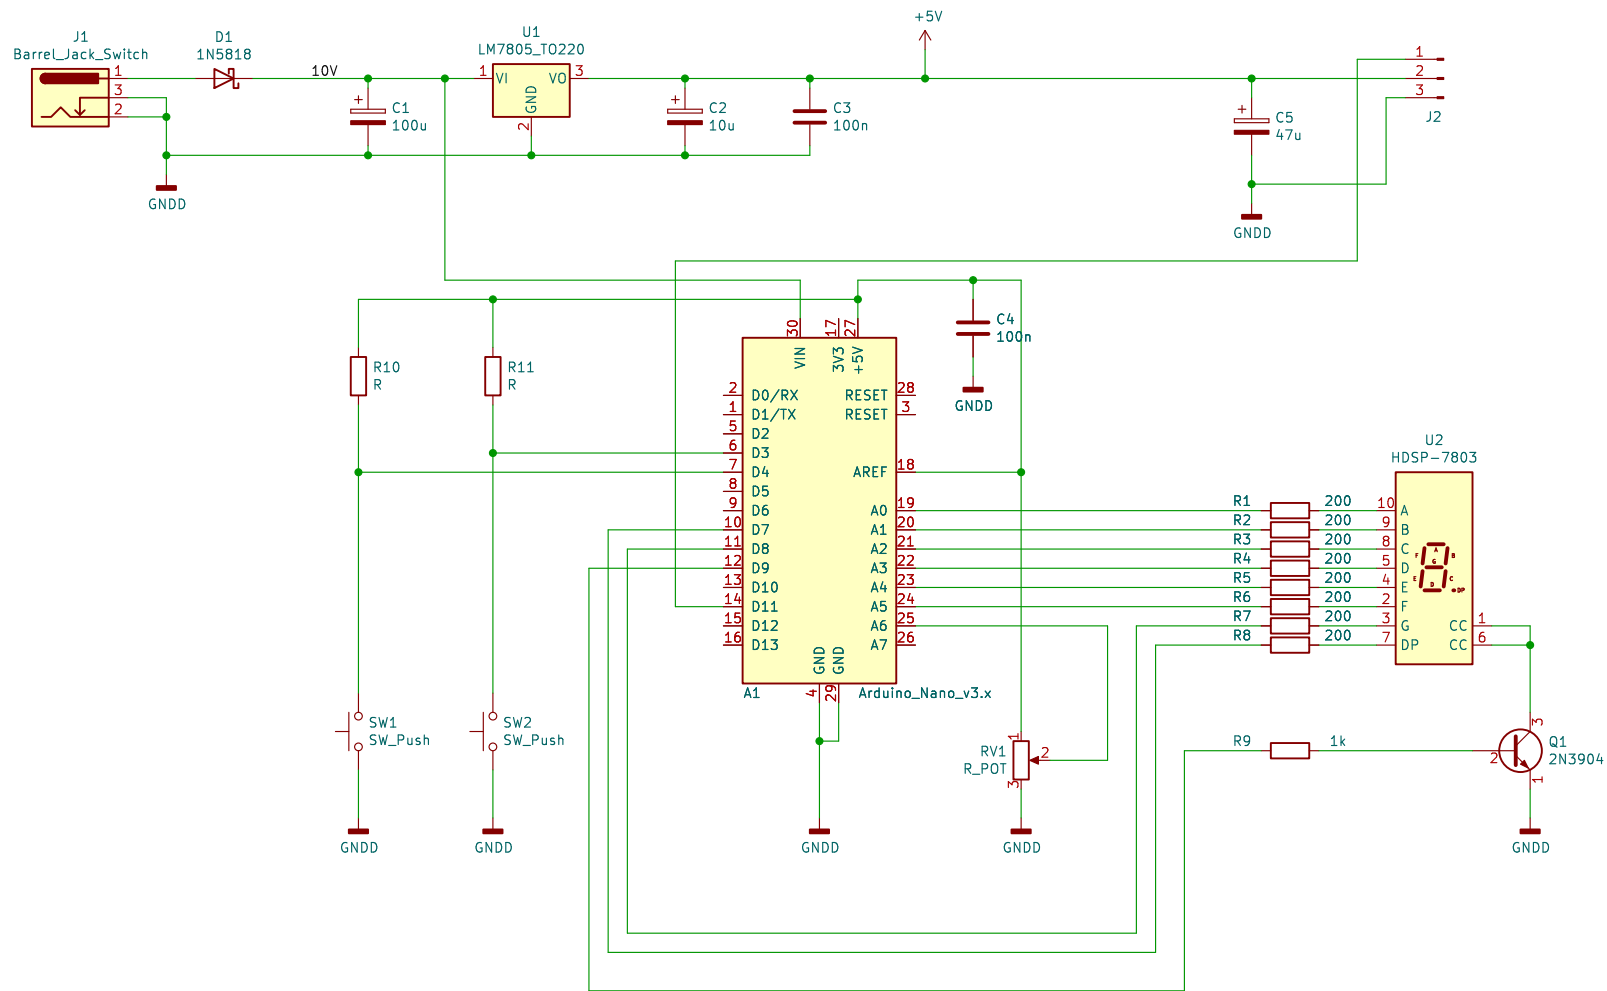 J1
Barrel_Jack_Switch
1
3
2
GNDD
D1
1N5818
10V
+
C1
100u
U1
LM7805_TO220
1
VI
VO
3
GND
2
+
C2
10u
C3
100n
+5V
+
C5
47u
GNDD
1
2
3
J2
R10
R
R11
R
C4
100n
GNDD
30
17
27
VIN
3V3
+5V
2
D0/RX
1
D1/TX
5
D2
6
D3
7
D4
8
D5
9
D6
10
D7
11
D8
12
D9
13
D10
14
D11
15
D12
16
D13
RESET
28
RESET
3
AREF
18
A0
19
A1
20
A2
21
A3
22
A4
23
A5
24
A6
25
A7
26
GND
GND
4
29
A1
Arduino_Nano_v3.x
GNDD
SW1
SW_Push
GNDD
SW2
SW_Push
GNDD
RV1
R_POT
1
2
3
GNDD
R1 200
R2 200
R3 200
R4 200
R5 200
R6 200
R7 200
R8 200
U2
HDSP-7803
10
A
9
B
8
C
5
D
4
E
2
F
3
G
7
DP
CC
1
CC
6
A
F
B
G
E
C
D
DP
R9 1k
Q1
2N3904
3
2
1
GNDD